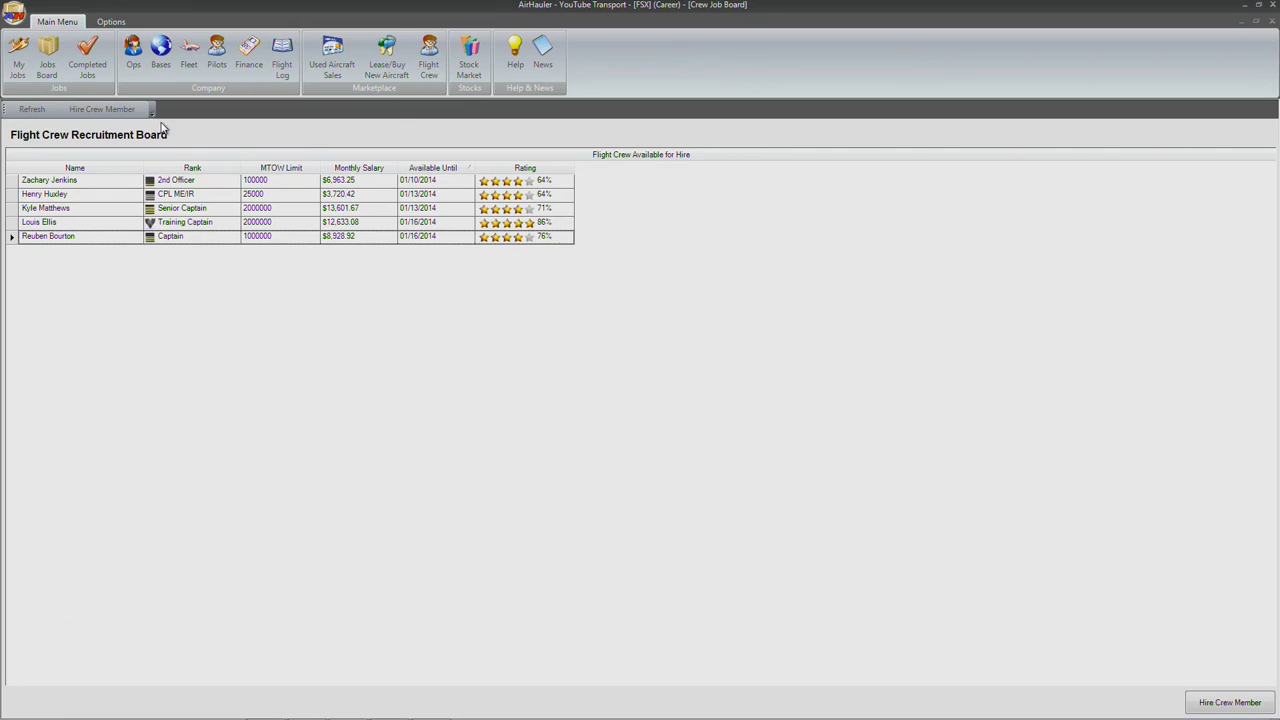 AirHauler - YouTube Transport - [FSX] (Career) - [Crew Job Board]
Main Menu Options
My Jobs
Jobs Board
Completed Jobs
Ops
Bases
Fleet
Pilots
Finance
Flight Log
Used Aircraft Sales
Lease/Buy New Aircraft
Flight Crew
Stock Market
Help
News
Jobs Company Marketplace Stocks Help & News
Refresh Hire Crew Member
Flight Crew Recruitment Board
Flight Crew Available for Hire
Name Rank MTOW Limit Monthly Salary Available Until Rating
Zachary Jenkins 2nd Officer 100000 $6,963.25 01/10/2014 64%
Henry Huxley CPL ME/IR 25000 $3,720.42 01/13/2014 64%
Kyle Matthews Senior Captain 2000000 $13,601.67 01/13/2014 71%
Louis Ellis Training Captain 2000000 $12,633.08 01/16/2014 86%
Reuben Bourton Captain 1000000 $8,928.92 01/16/2014 76%
Hire Crew Member